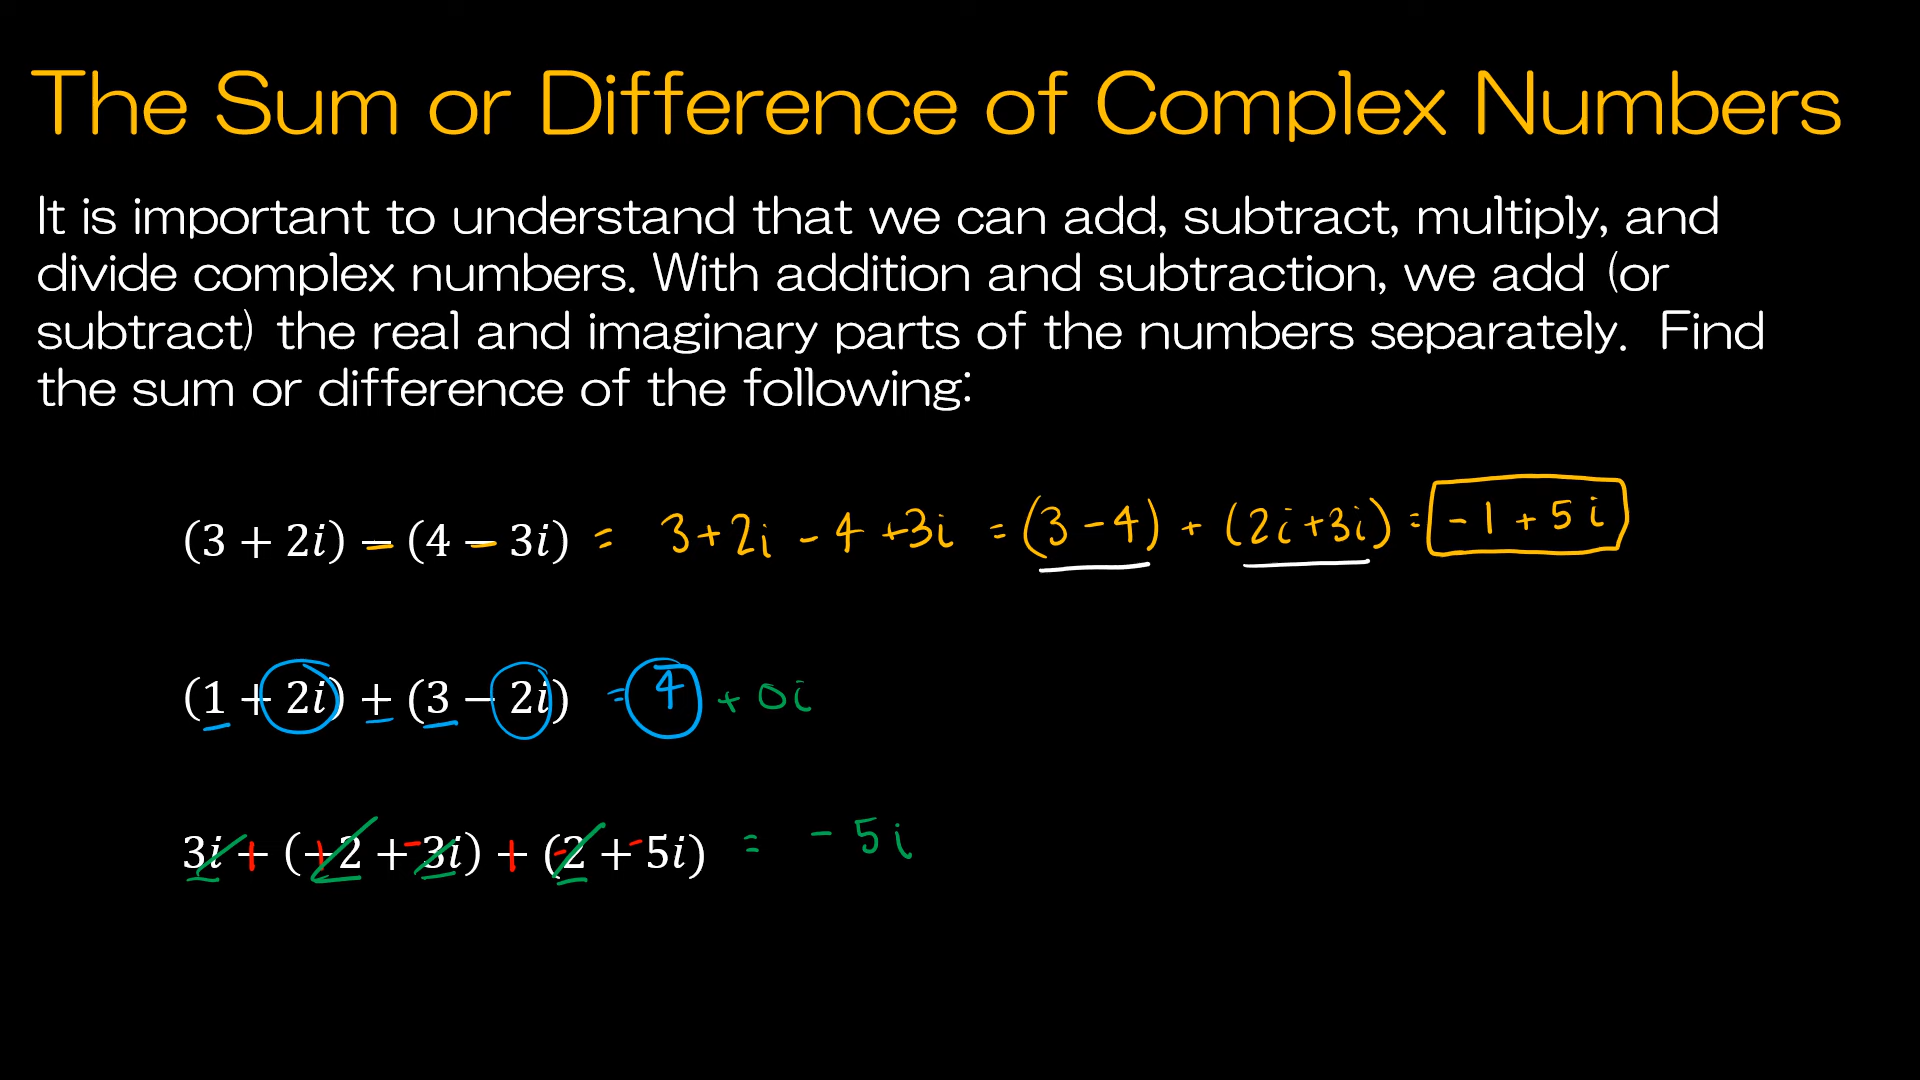 The Sum or Difference of Complex Numbers
It is important to understand that we can add, subtract, multiply, and
divide complex numbers. With addition and subtraction, we add (or
subtract) the real and imaginary parts of the numbers separately. Find
the sum or difference of the following:
(3 + 2i) − (4 − 3i) = 3+2i - 4 +3i = (3-4) + (2i+3i) = -1+5i
(1 + 2i) + (3 − 2i) = 4 + 0i
3i + (+2 + -3i) + (-2 + -5i) = -5i